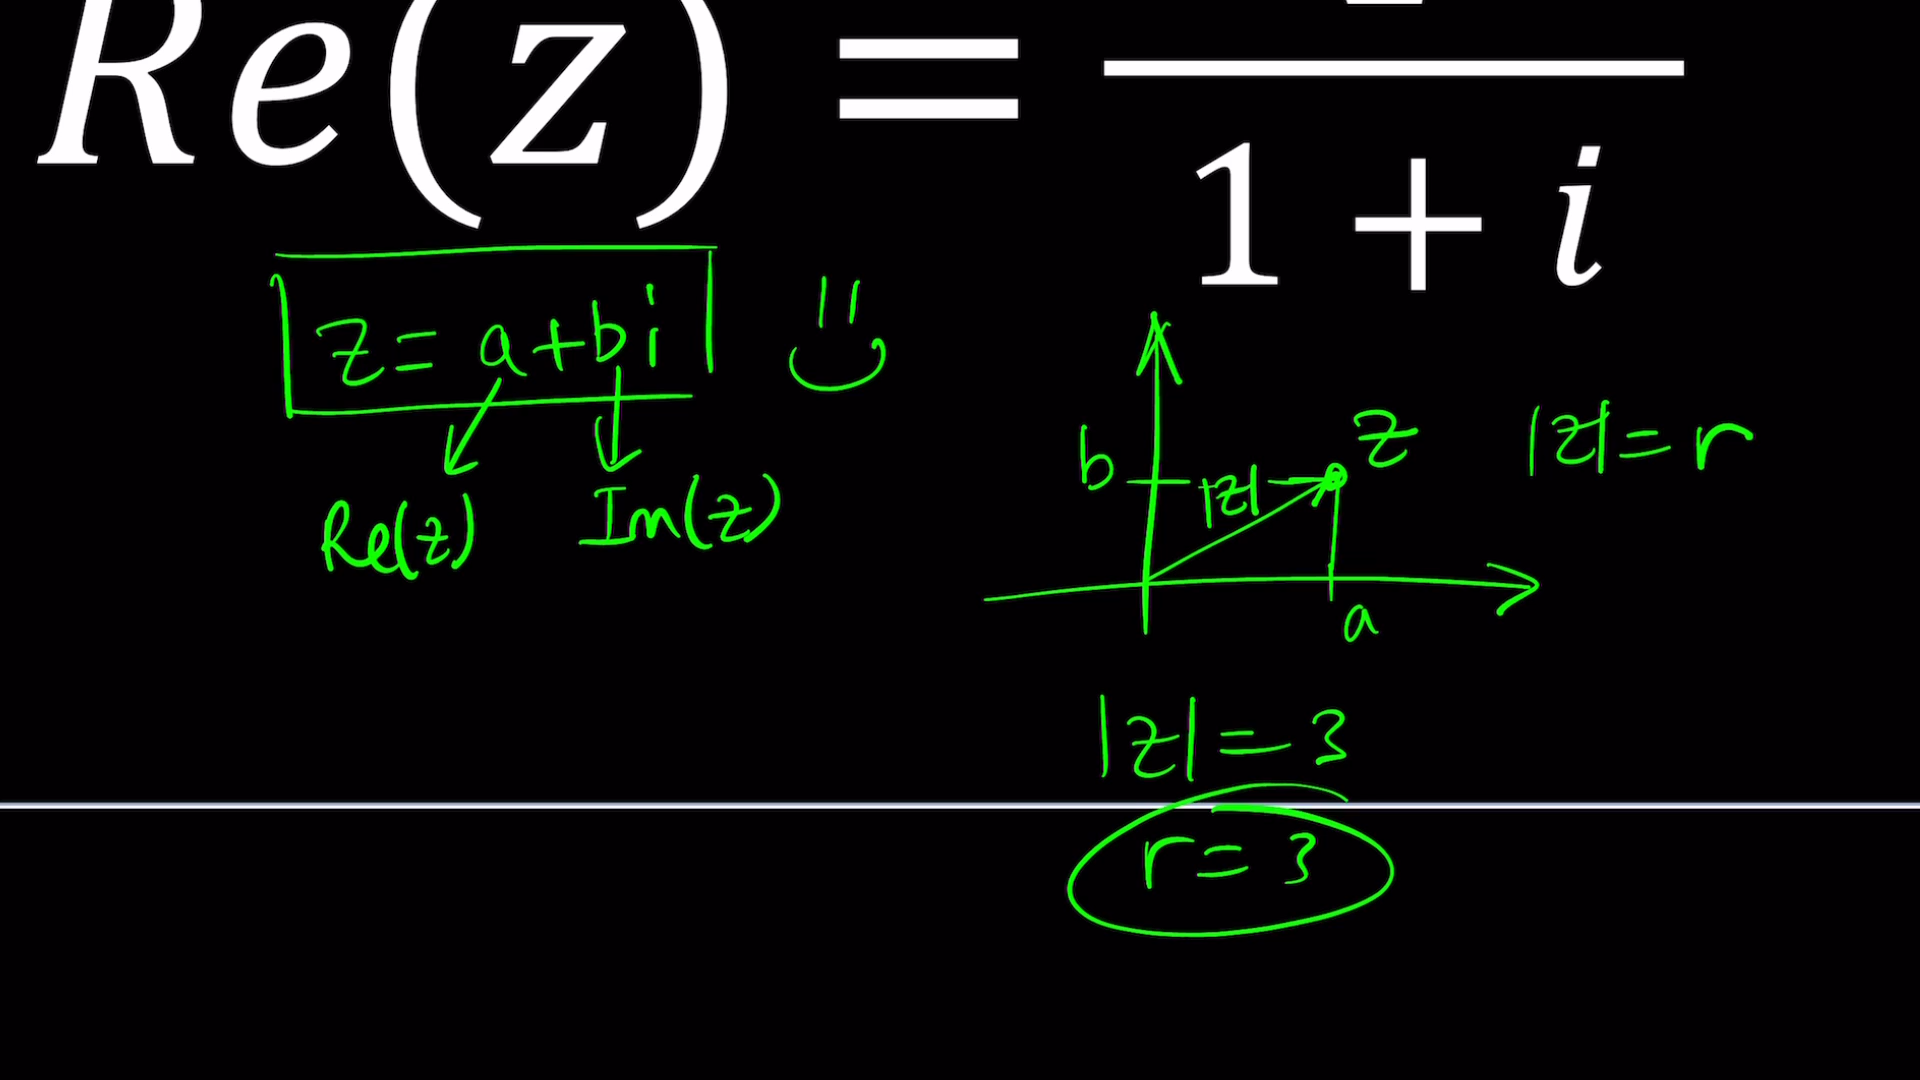 Re(z) =
1 + i
z = a + bi
Re(z) Im(z)
b |z| z |z| = r
a
|z| = 3
r = 3